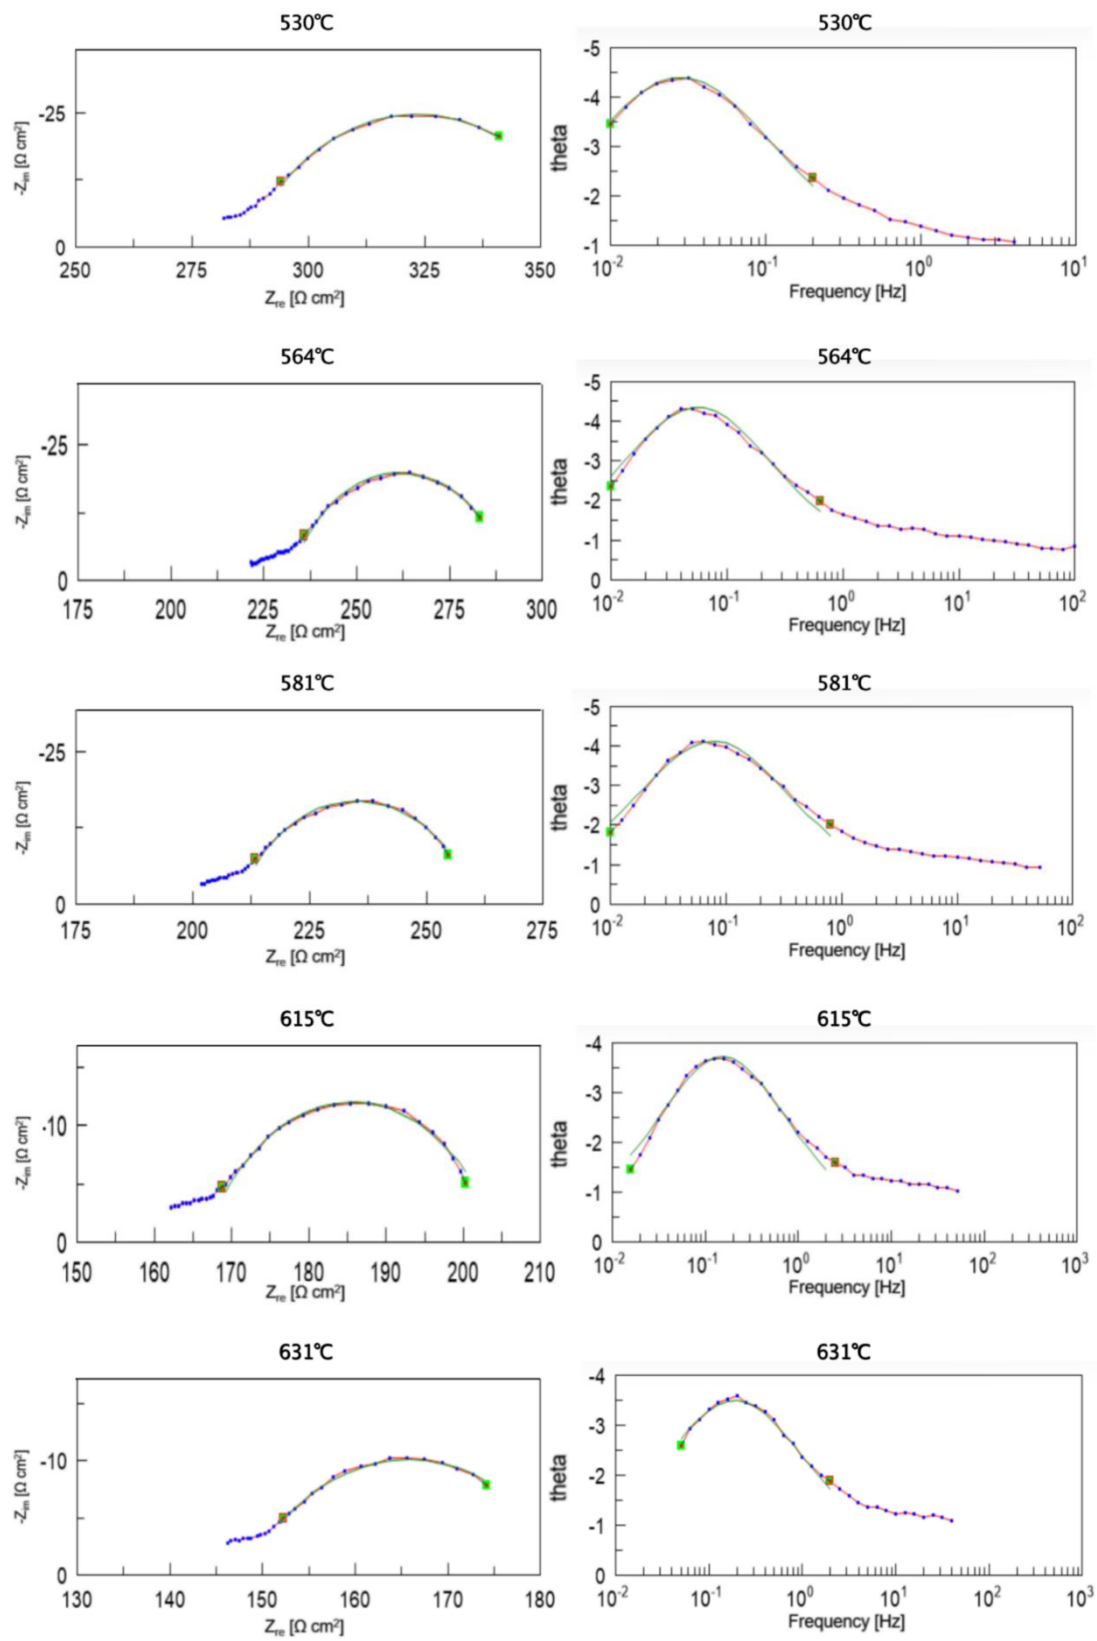 530℃ 530℃
-Zim [Ω cm²] -25 0
250 275 300 325 350
Zre [Ω cm²]
theta -5 -4 -3 -2 -1
10⁻² 10⁻¹ 10⁰ 10¹
Frequency [Hz]
564℃ 564℃
-Zim [Ω cm²] -25 0
175 200 225 250 275 300
Zre [Ω cm²]
theta -5 -4 -3 -2 -1 0
10⁻² 10⁻¹ 10⁰ 10¹ 10²
Frequency [Hz]
581℃ 581℃
-Zim [Ω cm²] -25 0
175 200 225 250 275
Zre [Ω cm²]
theta -5 -4 -3 -2 -1 0
10⁻² 10⁻¹ 10⁰ 10¹ 10²
Frequency [Hz]
615℃ 615℃
-Zim [Ω cm²] -10 0
150 160 170 180 190 200 210
Zre [Ω cm²]
theta -4 -3 -2 -1 0
10⁻² 10⁻¹ 10⁰ 10¹ 10² 10³
Frequency [Hz]
631℃ 631℃
-Zim [Ω cm²] -10 0
130 140 150 160 170 180
Zre [Ω cm²]
theta -4 -3 -2 -1 0
10⁻² 10⁻¹ 10⁰ 10¹ 10² 10³
Frequency [Hz]